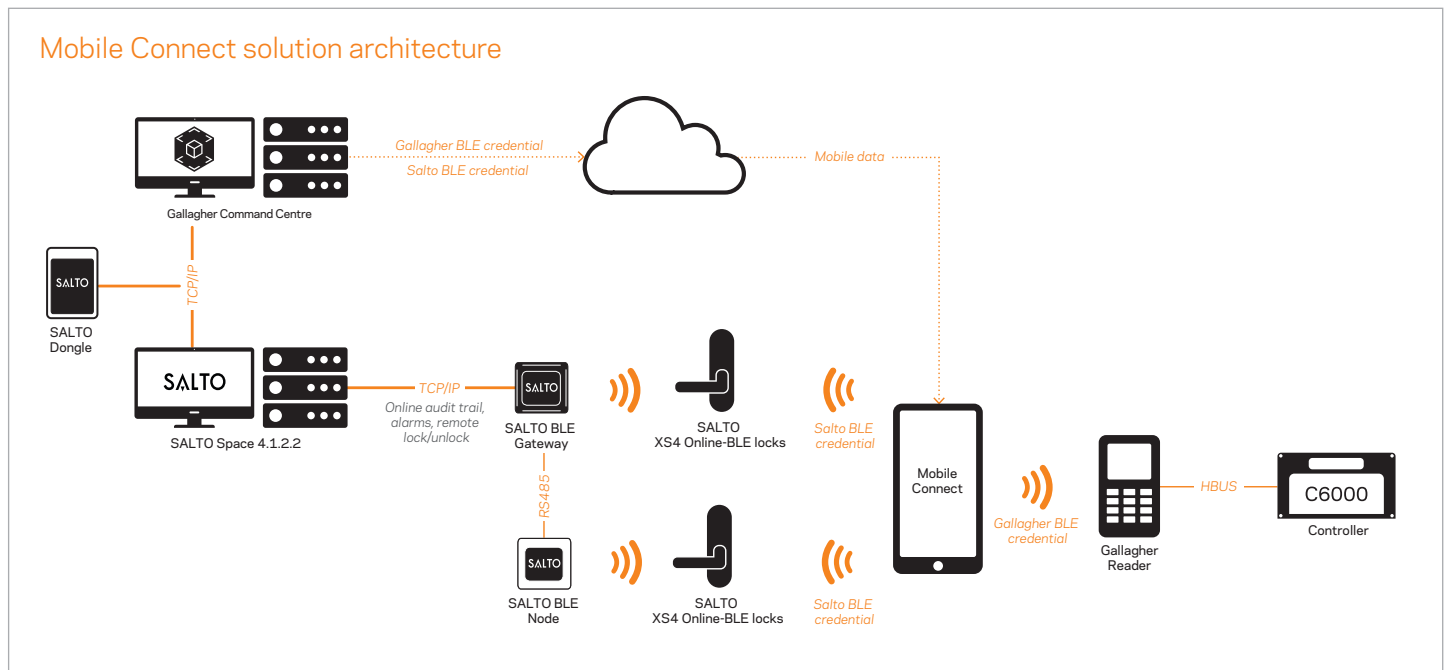 Mobile Connect solution architecture
Gallagher BLE credential
Salto BLE credential
Mobile data
Gallagher Command Centre
TCP/IP
SALTO
SALTO
Dongle
SALTO
SALTO Space 4.1.2.2
TCP/IP
Online audit trail,
alarms, remote
lock/unlock
SALTO
SALTO BLE
Gateway
SALTO
XS4 Online-BLE locks
Salto BLE
credential
RS485
SALTO
SALTO BLE
Node
SALTO
XS4 Online-BLE locks
Salto BLE
credential
Mobile
Connect
Gallagher BLE
credential
Gallagher
Reader
HBUS
C6000
Controller